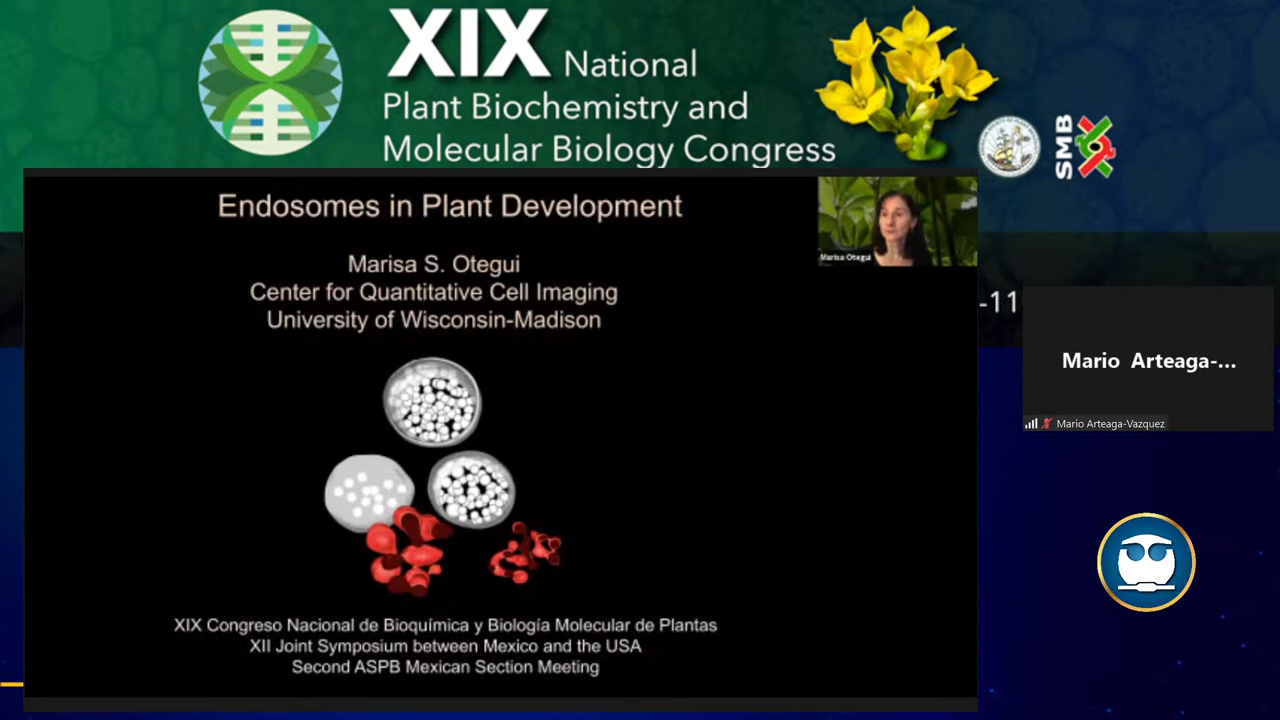 XIX National
Plant Biochemistry and
Molecular Biology Congress
SMB
Endosomes in Plant Development
Marisa S. Otegui
Center for Quantitative Cell Imaging
University of Wisconsin-Madison
Marisa Otegui
-11
Mario Arteaga-...
Mario Arteaga-Vazquez
XIX Congreso Nacional de Bioquímica y Biología Molecular de Plantas
XII Joint Symposium between Mexico and the USA
Second ASPB Mexican Section Meeting